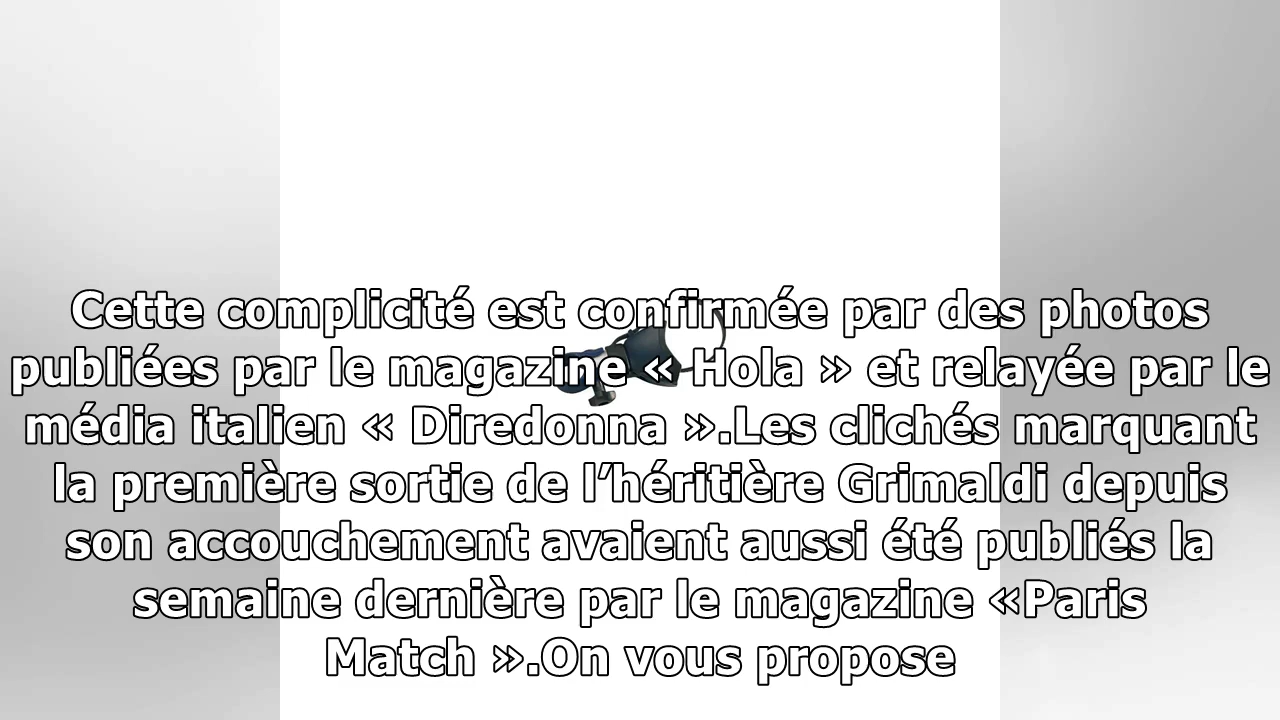 Cette complicité est confirmée par des photos
publiées par le magazine « Hola » et relayée par le
média italien « Diredonna ».Les clichés marquant
la première sortie de l’héritière Grimaldi depuis
son accouchement avaient aussi été publiés la
semaine dernière par le magazine «Paris
Match ».On vous propose